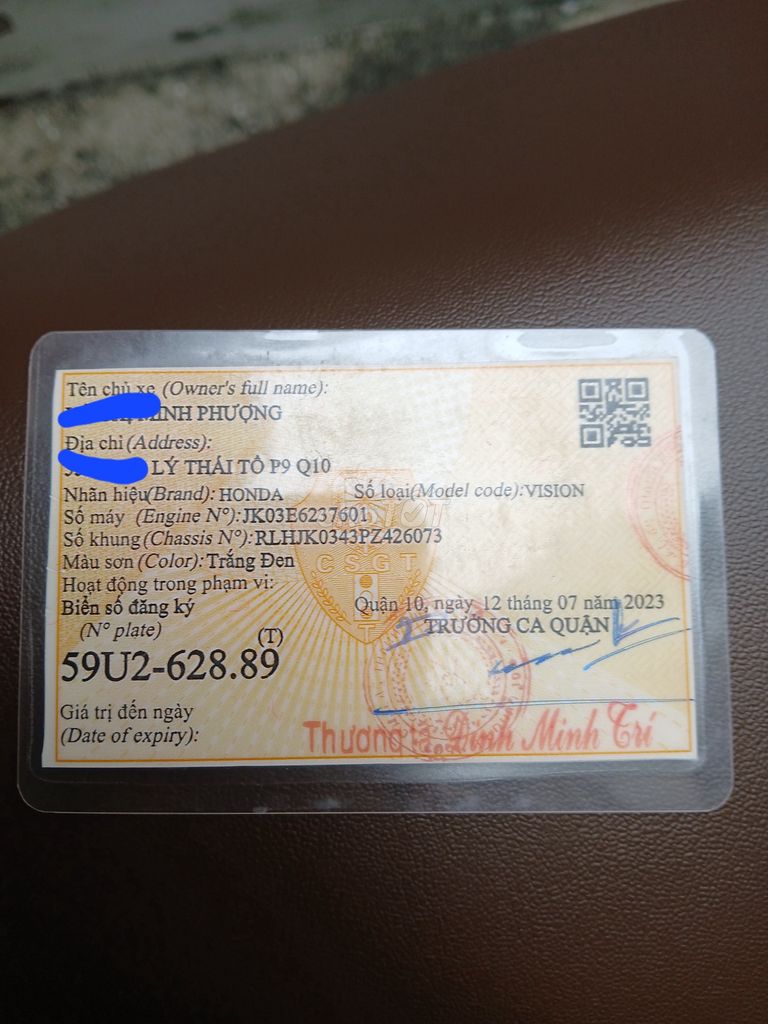 Tên chủ xe (Owner's full name):
MINH PHƯỢNG
Địa chỉ (Address):
LÝ THÁI TỔ P9 Q10
Nhãn hiệu(Brand): HONDA Số loại(Model code):VISION
Số máy (Engine N°):JK03E6237601
Số khung (Chassis N°):RLHJK0343PZ426073
Màu sơn (Color): Trắng Đen
Hoạt động trong phạm vi:
Biển số đăng ký Quận 10, ngày 12 tháng 07 năm 2023
(N° plate) TRƯỞNG CA QUẬN
(T)
59U2-628.89
Giá trị đến ngày
(Date of expiry):
Thượng tá Đinh Minh Trí
CSGT